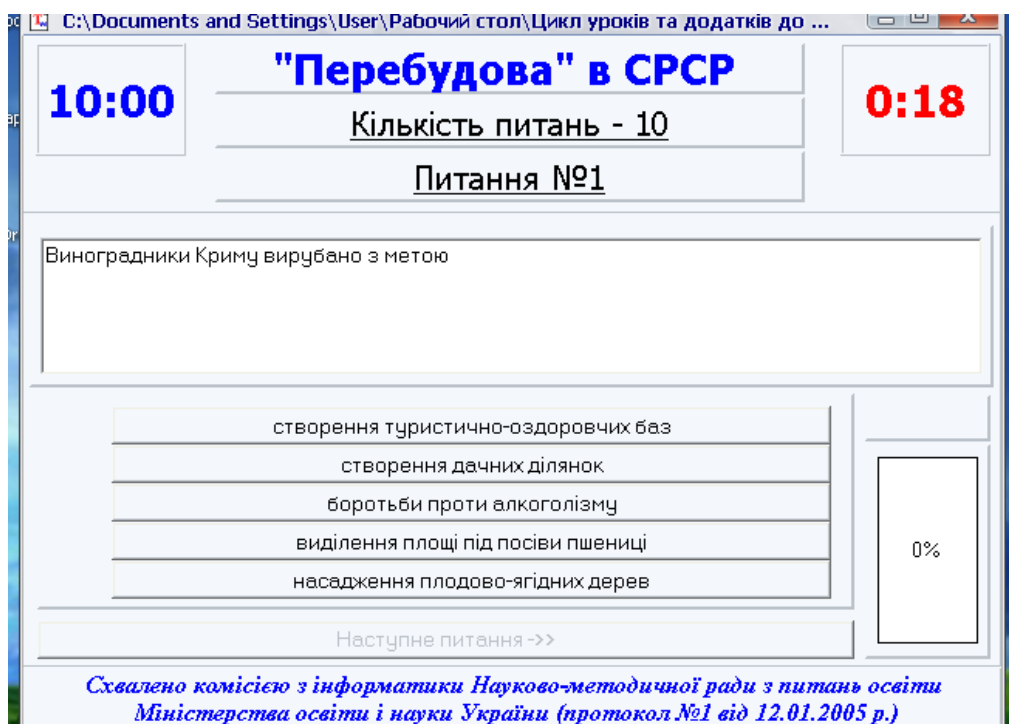 C:\Documents and Settings\User\Рабочий стол\Цикл уроків та додатків до ...
10:00
"Перебудова" в СРСР
0:18
Кількість питань - 10
Питання №1
Виноградники Криму вирубано з метою
створення туристично-оздоровчих баз
створення дачних ділянок
боротьби проти алкоголізму
виділення площі під посіви пшениці
0%
насадження плодово-ягідних дерев
Наступне питання ->>
Схвалено комісією з інформатики Науково-методичної ради з питань освіти
Міністерства освіти і науки України (протокол №1 від 12.01.2005 р.)